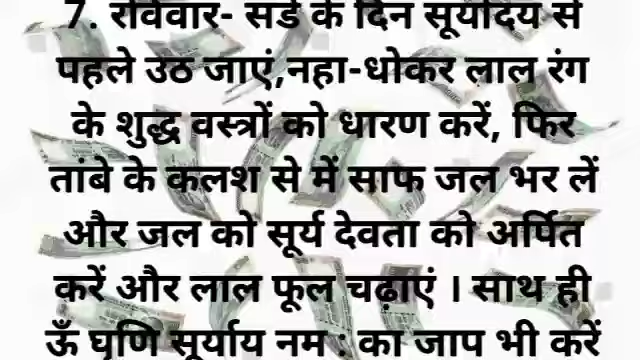 7. रविवार- सडे के दिन सूर्योदय से
पहले उठ जाएं,नहा-धोकर लाल रंग
के शुद्ध वस्त्रों को धारण करें, फिर
तांबे के कलश से में साफ जल भर लें
और जल को सूर्य देवता को अर्पित
करें और लाल फूल चढ़ाएं । साथ ही
ऊँ घृणि सूर्याय नम : का जाप भी करें